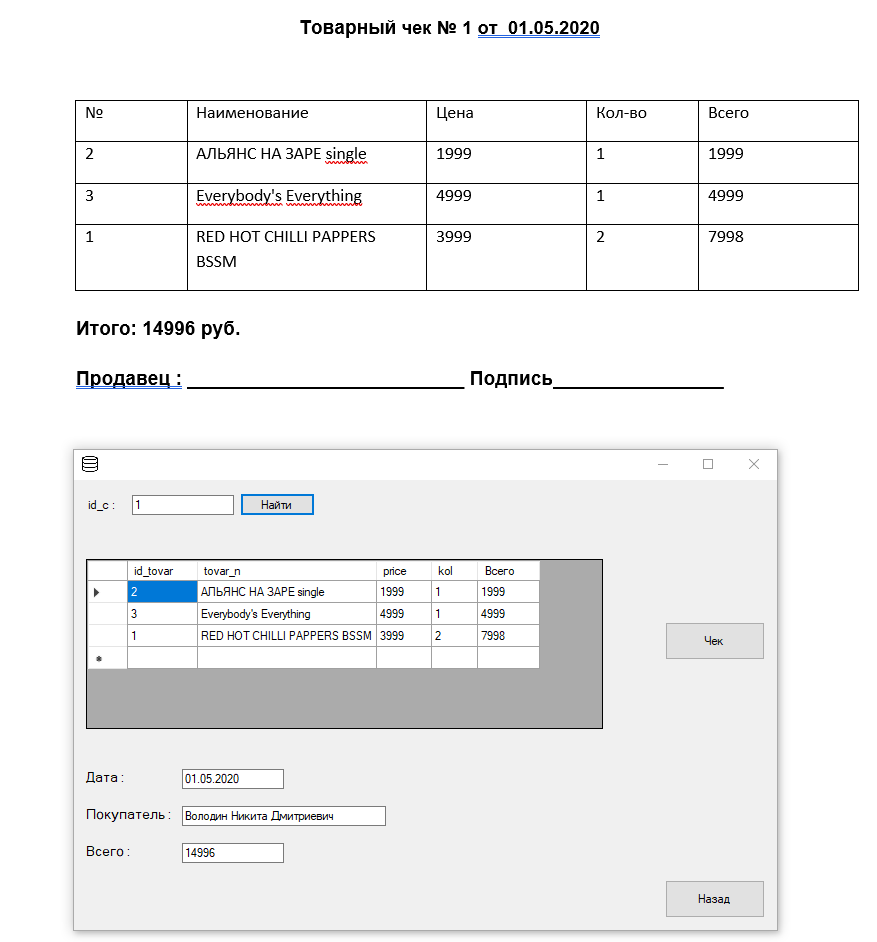 Товарный чек № 1 от 01.05.2020
№ Наименование Цена Кол-во Всего
2 АЛЬЯНС НА ЗАРЕ single 1999 1 1999
3 Everybody's Everything 4999 1 4999
1 RED HOT CHILLI PAPPERS 3999 2 7998
BSSM
Итого: 14996 руб.
Продавец : __________________________ Подпись________________
id_c : 1 Найти
id_tovar tovar_n price kol Всего
2 АЛЬЯНС НА ЗАРЕ single 1999 1 1999
3 Everybody's Everything 4999 1 4999
1 RED HOT CHILLI PAPPERS BSSM 3999 2 7998
Чек
Дата : 01.05.2020
Покупатель : Володин Никита Дмитриевич
Всего : 14996
Назад